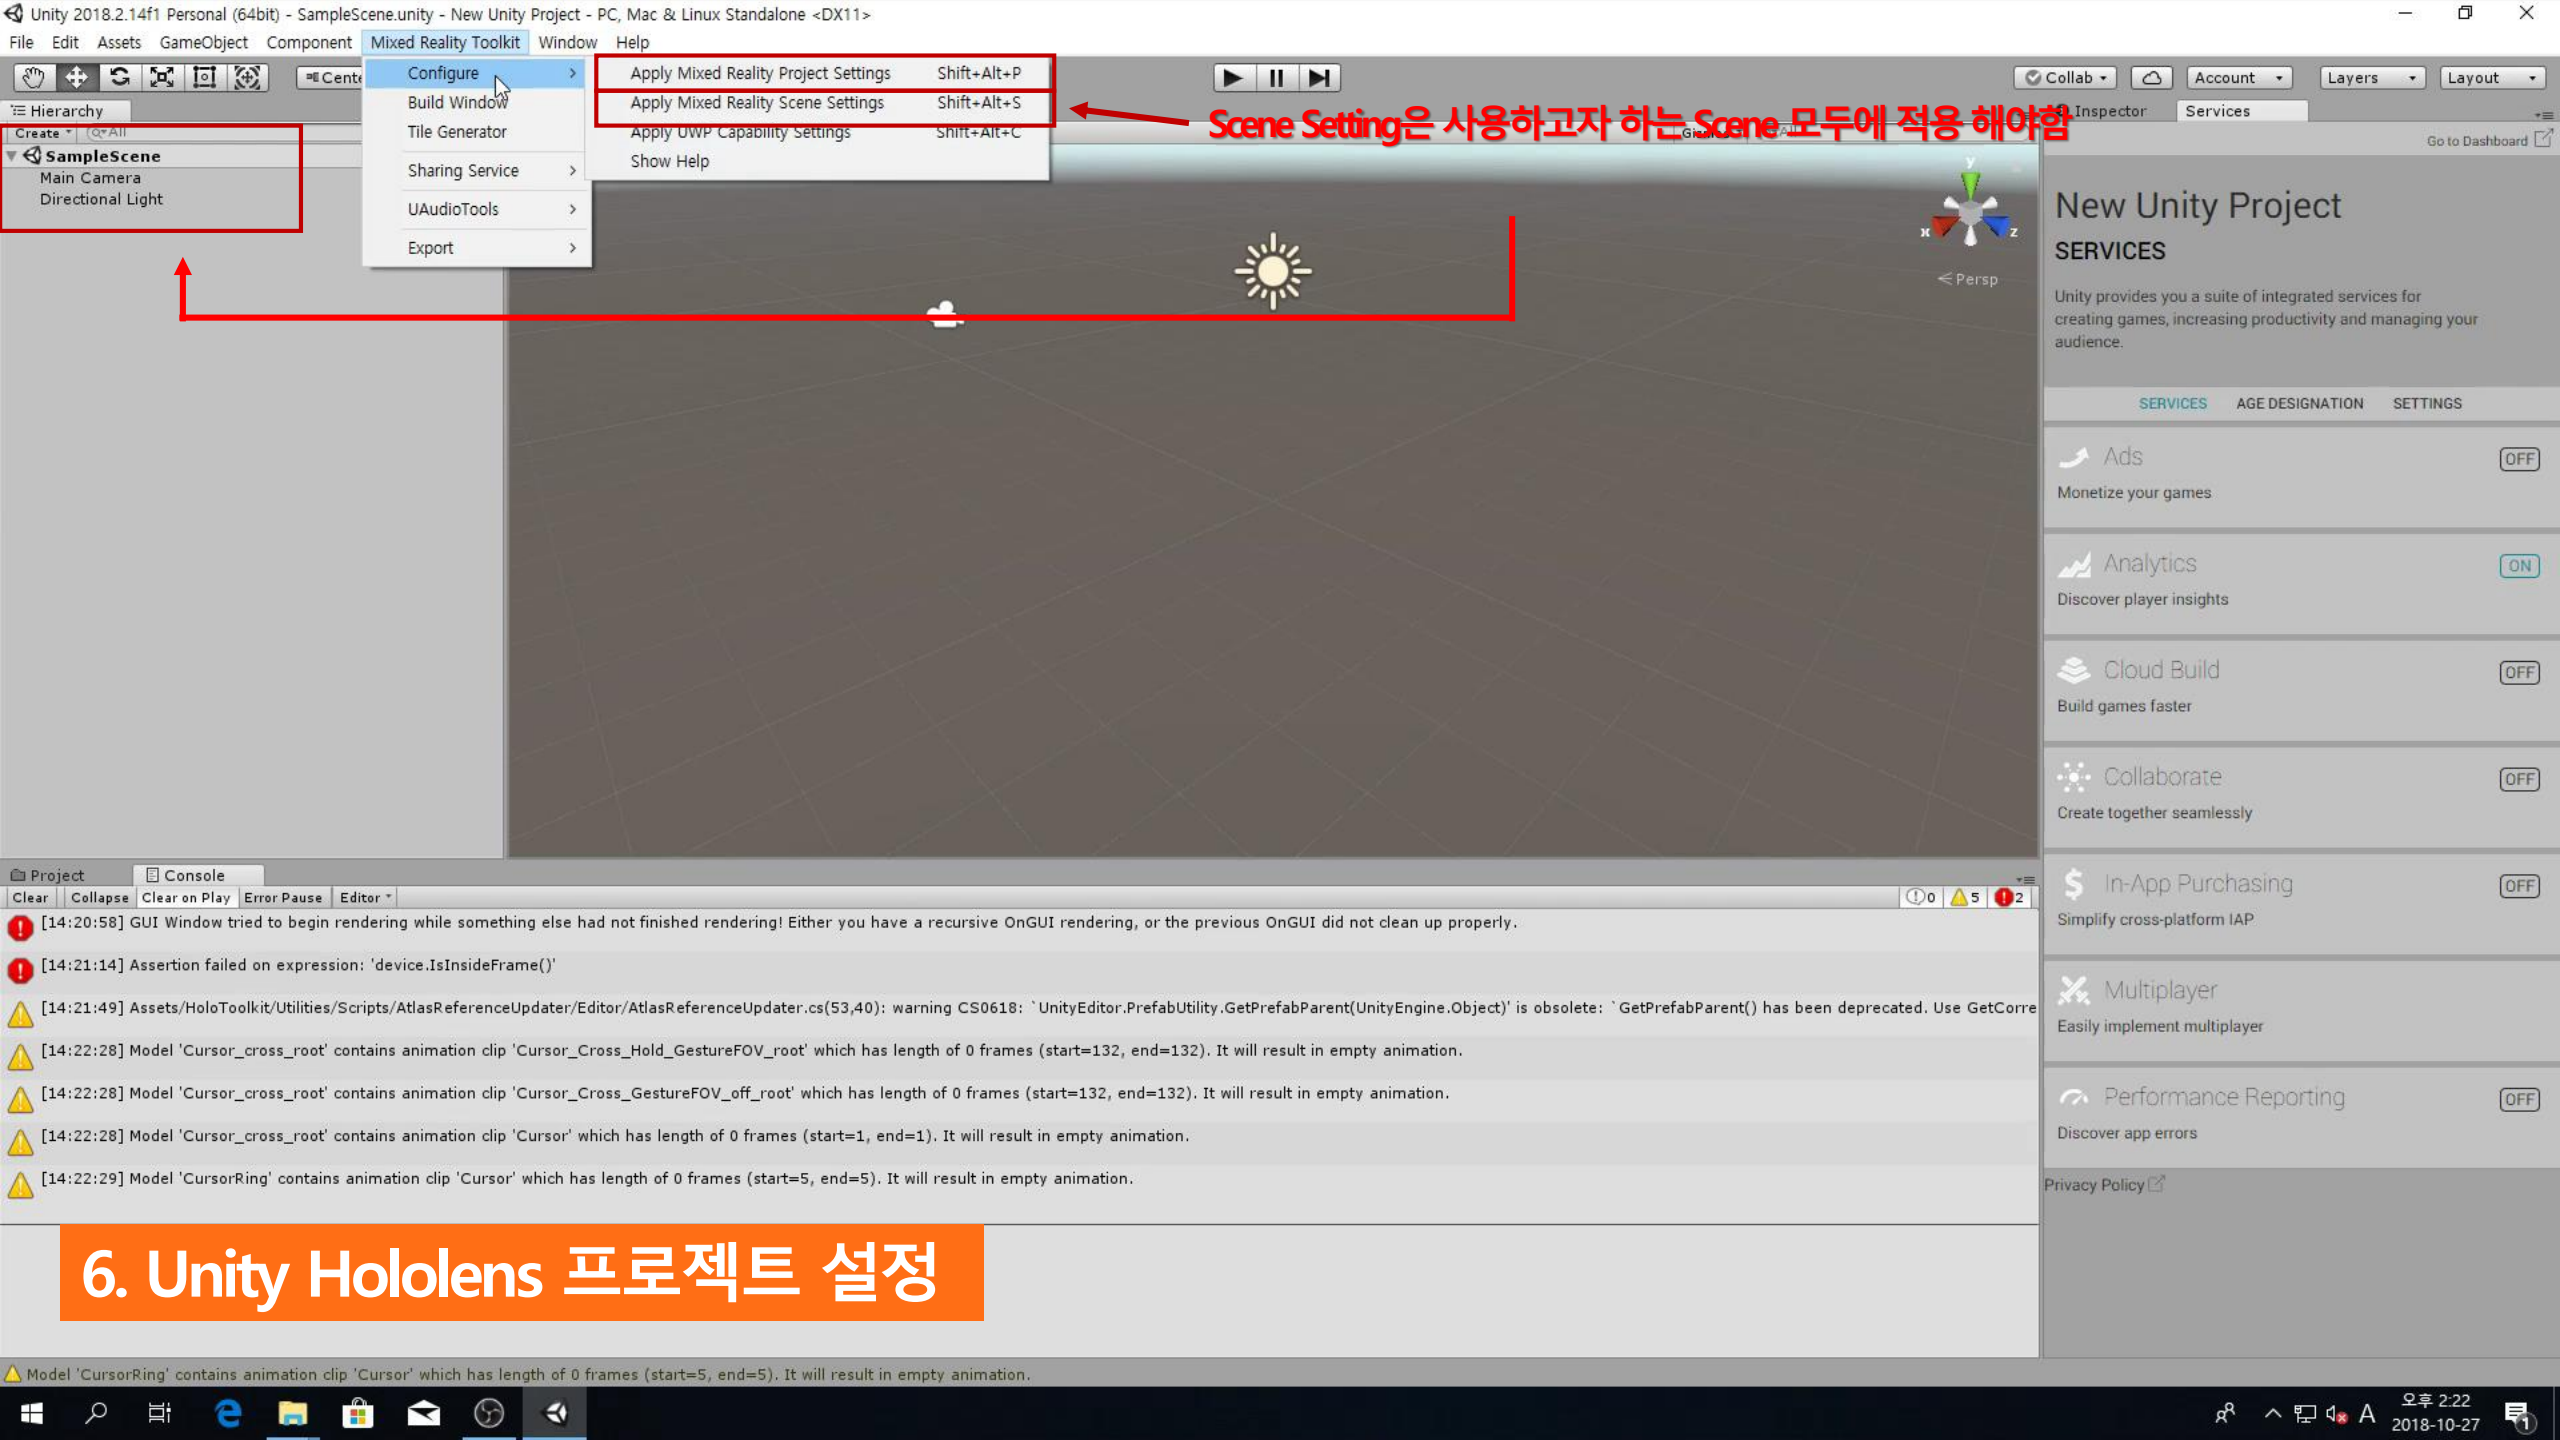 Unity 2018.2.14f1 Personal (64bit) - SampleScene.unity - New Unity Project - PC, Mac & Linux Standalone <DX11>
File Edit Assets GameObject Component Mixed Reality Toolkit Window Help
Configure
Build Window
Tile Generator
Sharing Service
UAudioTools
Export
Apply Mixed Reality Project Settings Shift+Alt+P
Apply Mixed Reality Scene Settings Shift+Alt+S
Apply UWP Capability Settings Shift+Alt+C
Show Help
Scene Setting은 사용하고자 하는 Scene 모두에 적용 해야함
Collab Account Layers Layout
Hierarchy
Create All
SampleScene
Main Camera
Directional Light
y
x
z
Persp
Inspector Services
Go to Dashboard
New Unity Project
SERVICES
Unity provides you a suite of integrated services for
creating games, increasing productivity and managing your
audience.
SERVICES AGE DESIGNATION SETTINGS
Ads OFF
Monetize your games
Analytics ON
Discover player insights
Cloud Build OFF
Build games faster
Collaborate OFF
Create together seamlessly
In-App Purchasing OFF
Simplify cross-platform IAP
Multiplayer
Easily implement multiplayer
Performance Reporting OFF
Discover app errors
Privacy Policy
Project Console
Clear Collapse Clear on Play Error Pause Editor 0 5 2
[14:20:58] GUI Window tried to begin rendering while something else had not finished rendering! Either you have a recursive OnGUI rendering, or the previous OnGUI did not clean up properly.
[14:21:14] Assertion failed on expression: 'device.IsInsideFrame()'
[14:21:49] Assets/HoloToolkit/Utilities/Scripts/AtlasReferenceUpdater/Editor/AtlasReferenceUpdater.cs(53,40): warning CS0618: `UnityEditor.PrefabUtility.GetPrefabParent(UnityEngine.Object)' is obsolete: `GetPrefabParent() has been deprecated. Use GetCorre
[14:22:28] Model 'Cursor_cross_root' contains animation clip 'Cursor_Cross_Hold_GestureFOV_root' which has length of 0 frames (start=132, end=132). It will result in empty animation.
[14:22:28] Model 'Cursor_cross_root' contains animation clip 'Cursor_Cross_GestureFOV_off_root' which has length of 0 frames (start=132, end=132). It will result in empty animation.
[14:22:28] Model 'Cursor_cross_root' contains animation clip 'Cursor' which has length of 0 frames (start=1, end=1). It will result in empty animation.
[14:22:29] Model 'CursorRing' contains animation clip 'Cursor' which has length of 0 frames (start=5, end=5). It will result in empty animation.
6. Unity Hololens 프로젝트 설정
Model 'CursorRing' contains animation clip 'Cursor' which has length of 0 frames (start=5, end=5). It will result in empty animation.
A
오후 2:22
2018-10-27
1